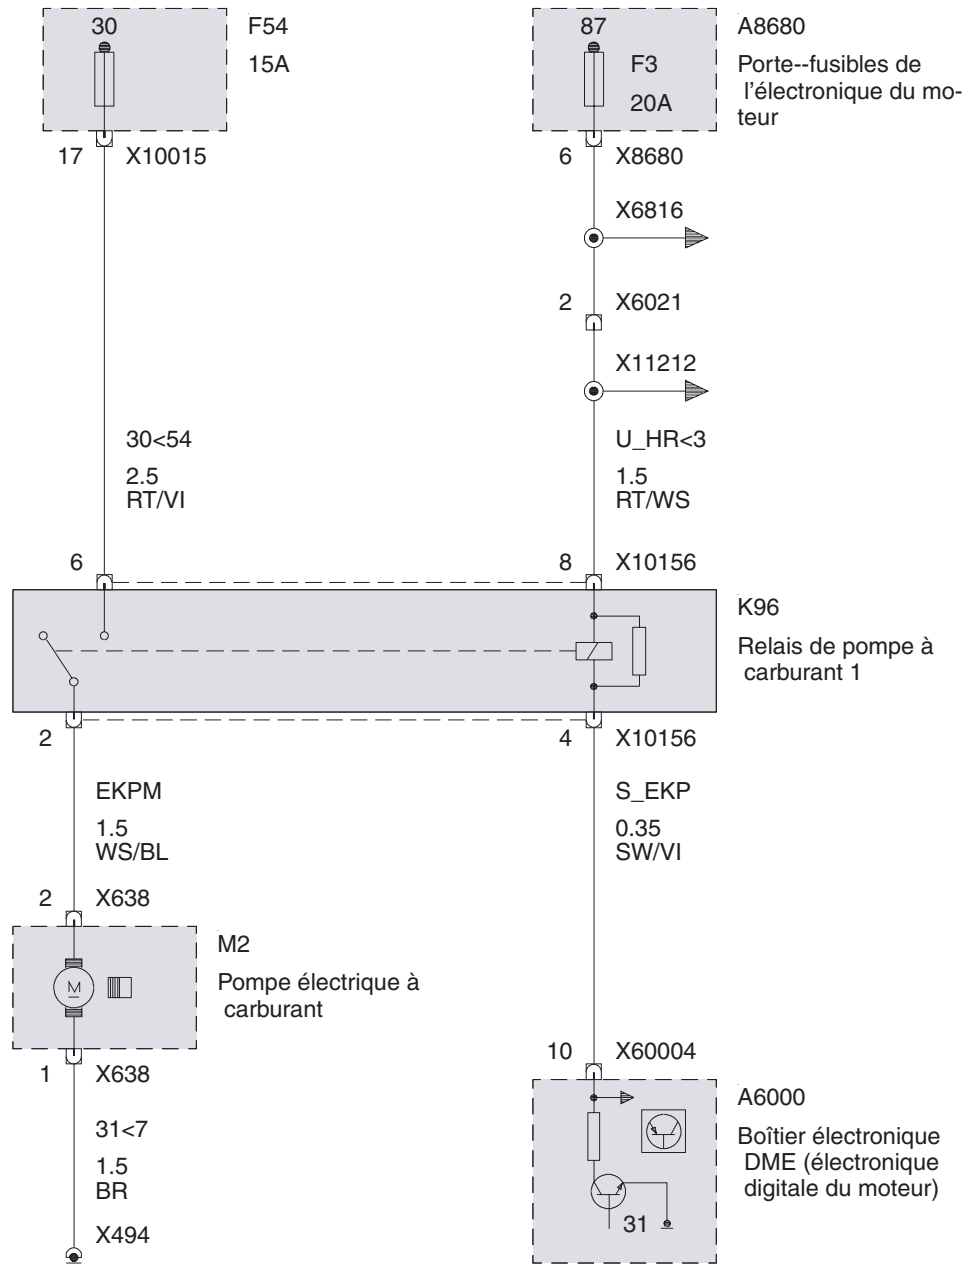 30
F54
15A
17
X10015
87
F3
20A
A8680
Porte--fusibles de
l'électronique du mo-
teur
6
X8680
X6816
2
X6021
X11212
30<54
2.5
RT/VI
U_HR<3
1.5
RT/WS
6
8
X10156
K96
Relais de pompe à
carburant 1
2
4
X10156
EKPM
1.5
WS/BL
S_EKP
0.35
SW/VI
2
X638
M2
Pompe électrique à
carburant
M
1
X638
31<7
1.5
BR
X494
10
X60004
A6000
Boîtier électronique
DME (électronique
digitale du moteur)
31